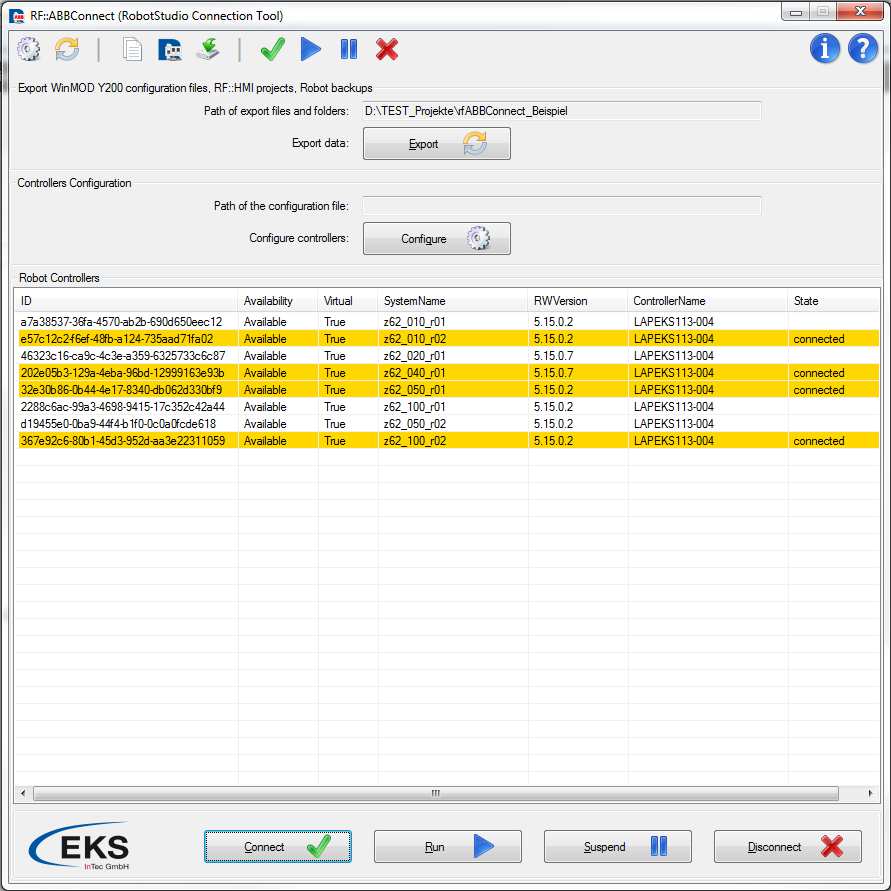 RF::ABBConnect (RobotStudio Connection Tool)
Export WinMOD Y200 configuration files, RF::HMI projects, Robot backups
Path of export files and folders: D:\TEST_Projekte\rfABBConnect_Beispiel
Export data: Export
Controllers Configuration
Path of the configuration file:
Configure controllers: Configure
Robot Controllers
ID Availability Virtual SystemName RWVersion ControllerName State
a7a38537-36fa-4570-ab2b-690d650eec12 Available True z62_010_r01 5.15.0.2 LAPEKS113-004
e57c12c2-f6ef-48fb-a124-735aad71fa02 Available True z62_010_r02 5.15.0.2 LAPEKS113-004 connected
46323c16-ca9c-4c3e-a359-6325733c6c87 Available True z62_020_r01 5.15.0.7 LAPEKS113-004
202e05b3-129a-4eba-96bd-12999163e93b Available True z62_040_r01 5.15.0.7 LAPEKS113-004 connected
32e30b86-0b44-4e17-8340-db062d330bf9 Available True z62_050_r01 5.15.0.2 LAPEKS113-004 connected
2288c6ac-99a3-4698-9415-17c352c42a44 Available True z62_100_r01 5.15.0.2 LAPEKS113-004
d19455e0-0ba9-44f4-b1f0-0c0a0fcde618 Available True z62_050_r02 5.15.0.2 LAPEKS113-004
367e92c6-80b1-45d3-952d-aa3e22311059 Available True z62_100_r02 5.15.0.2 LAPEKS113-004 connected
EKS
InTec GmbH
Connect Run Suspend Disconnect